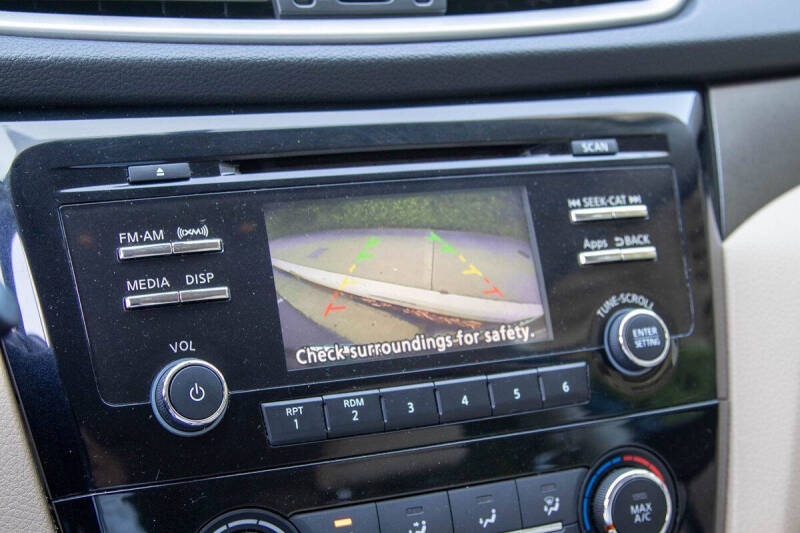 SCAN
FM·AM ((XM))
SEEK·CAT
MEDIA DISP
Apps BACK
TUNE·SCROLL
ENTER
SETTING
Check surroundings for safety.
VOL
RPT
1
RDM
2
3
4
5
6
MAX
A/C